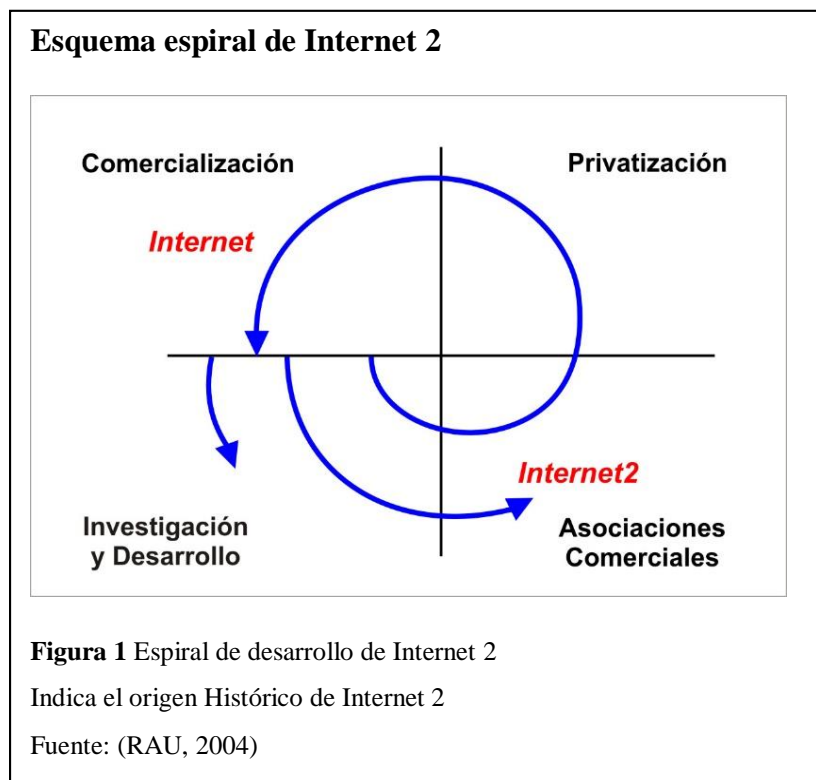 Esquema espiral de Internet 2
Comercialización
Privatización
Internet
Internet2
Investigación
y Desarrollo
Asociaciones
Comerciales
Figura 1 Espiral de desarrollo de Internet 2
Indica el origen Histórico de Internet 2
Fuente: (RAU, 2004)